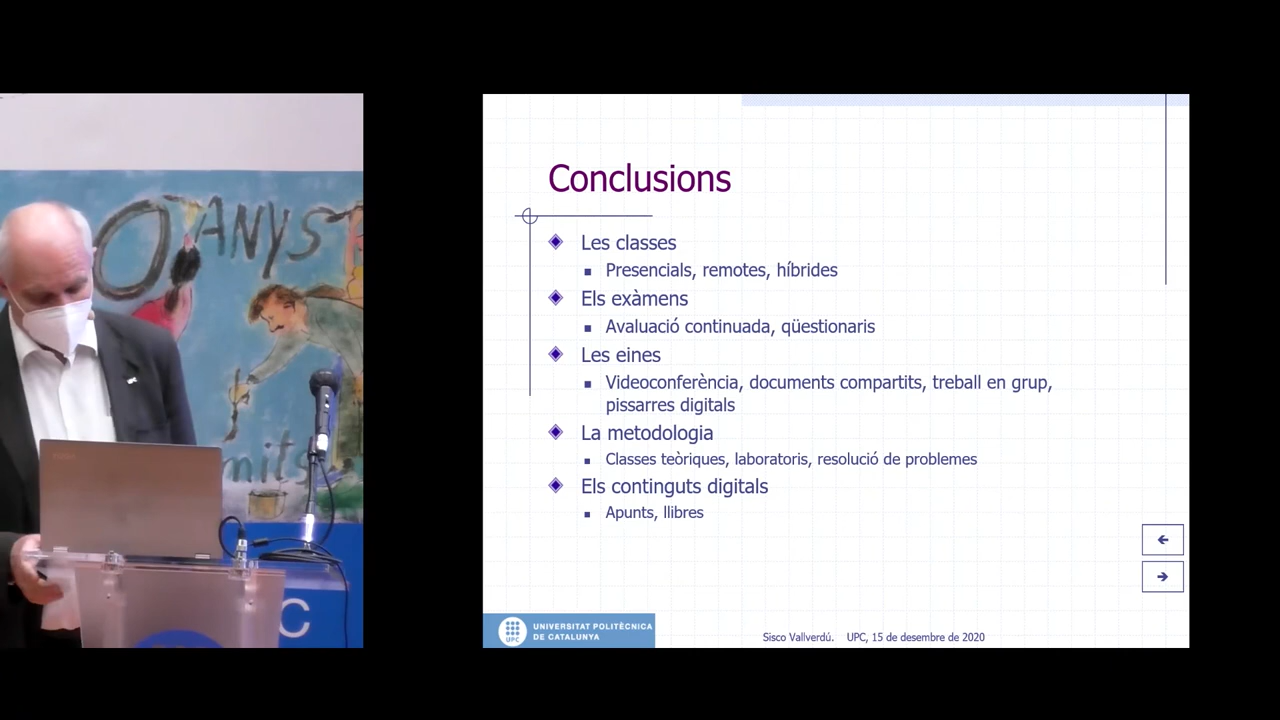 O ANYS
mits
C
Conclusions
Les classes
Presencials, remotes, híbrides
Els exàmens
Avaluació continuada, qüestionaris
Les eines
Videoconferència, documents compartits, treball en grup,
pissarres digitals
La metodologia
Classes teòriques, laboratoris, resolució de problemes
Els continguts digitals
Apunts, llibres
UPC
UNIVERSITAT POLITÈCNICA
DE CATALUNYA
Sisco Vallverdú. UPC, 15 de desembre de 2020